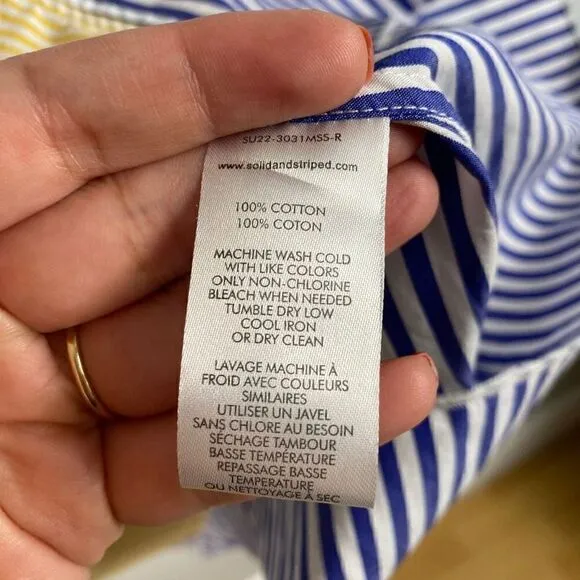 SU22-3031MSS-R
www.solidandstriped.com
100% COTTON
100% COTON
MACHINE WASH COLD
WITH LIKE COLORS
ONLY NON-CHLORINE
BLEACH WHEN NEEDED
TUMBLE DRY LOW
COOL IRON
OR DRY CLEAN
LAVAGE MACHINE À
FROID AVEC COULEURS
SIMILAIRES
UTILISER UN JAVEL
SANS CHLORE AU BESOIN
SÉCHAGE TAMBOUR
BASSE TEMPÉRATURE
REPASSAGE BASSE
TEMPERATURE
OU NETTOYAGE À SEC